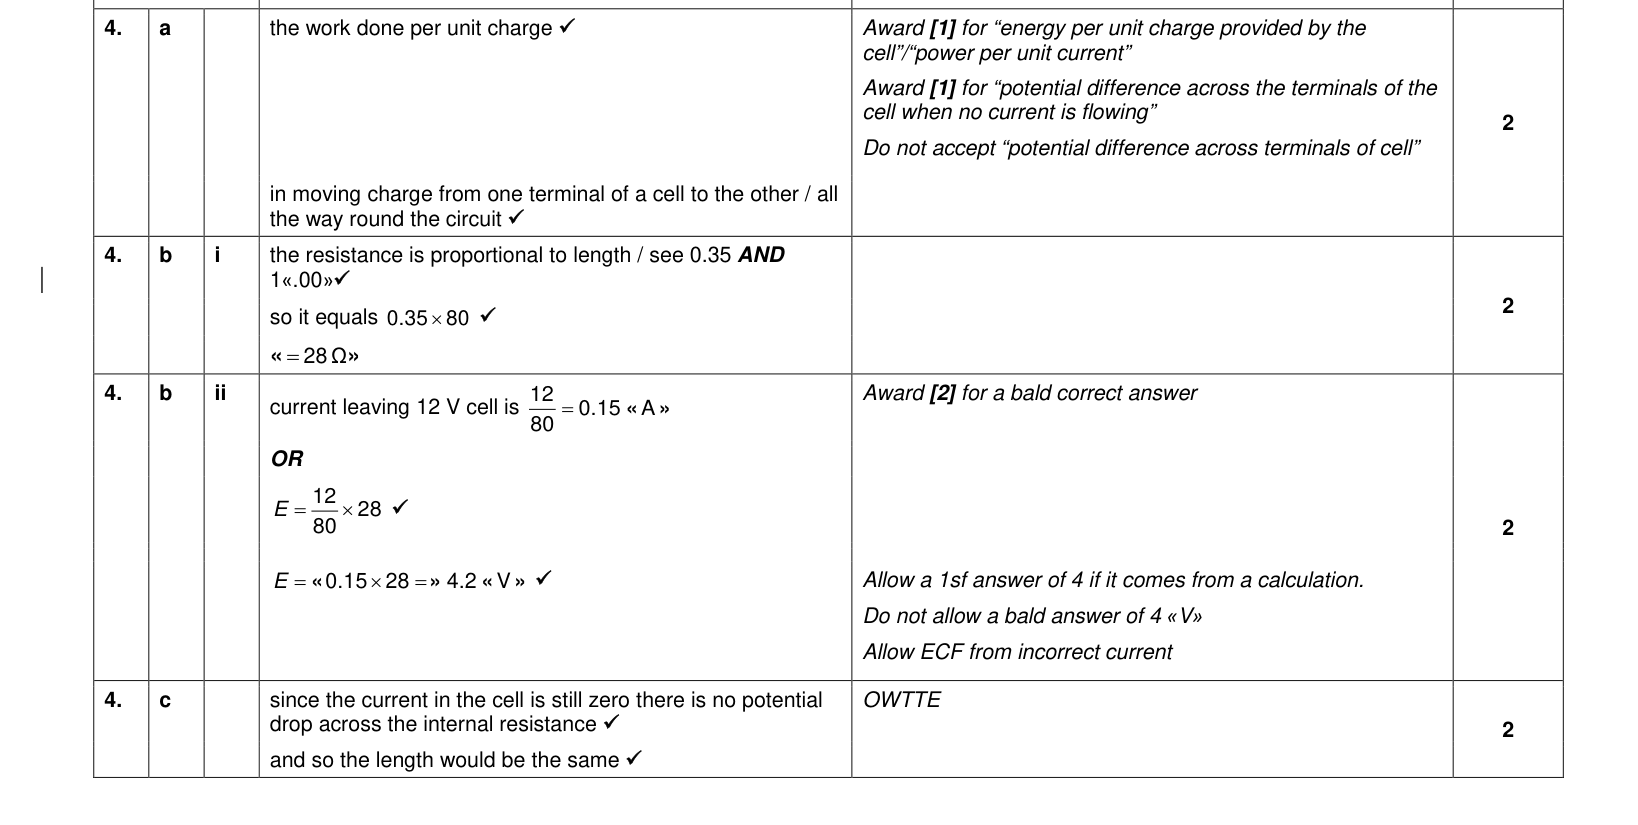 4. a the work done per unit charge ✓ Award [1] for “energy per unit charge provided by the
cell”/“power per unit current”
Award [1] for “potential difference across the terminals of the
cell when no current is flowing”
2
Do not accept “potential difference across terminals of cell”
in moving charge from one terminal of a cell to the other / all
the way round the circuit ✓
4. b i the resistance is proportional to length / see 0.35 AND
1«.00»✓
2
so it equals 0.35 × 80 ✓
« = 28 Ω»
4. b ii current leaving 12 V cell is 12/80 = 0.15 « A » Award [2] for a bald correct answer
OR
E = 12/80 × 28 ✓
2
E = « 0.15 × 28 = » 4.2 « V » ✓ Allow a 1sf answer of 4 if it comes from a calculation.
Do not allow a bald answer of 4 « V»
Allow ECF from incorrect current
4. c since the current in the cell is still zero there is no potential OWTTE
drop across the internal resistance ✓
2
and so the length would be the same ✓